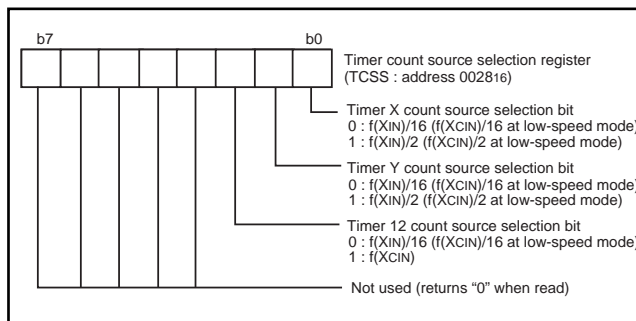 b7 b0
Timer count source selection register
(TCSS : address 002816)
Timer X count source selection bit
0 : f(XIN)/16 (f(XCIN)/16 at low-speed mode)
1 : f(XIN)/2 (f(XCIN)/2 at low-speed mode)
Timer Y count source selection bit
0 : f(XIN)/16 (f(XCIN)/16 at low-speed mode)
1 : f(XIN)/2 (f(XCIN)/2 at low-speed mode)
Timer 12 count source selection bit
0 : f(XIN)/16 (f(XCIN)/16 at low-speed mode)
1 : f(XCIN)
Not used (returns “0” when read)